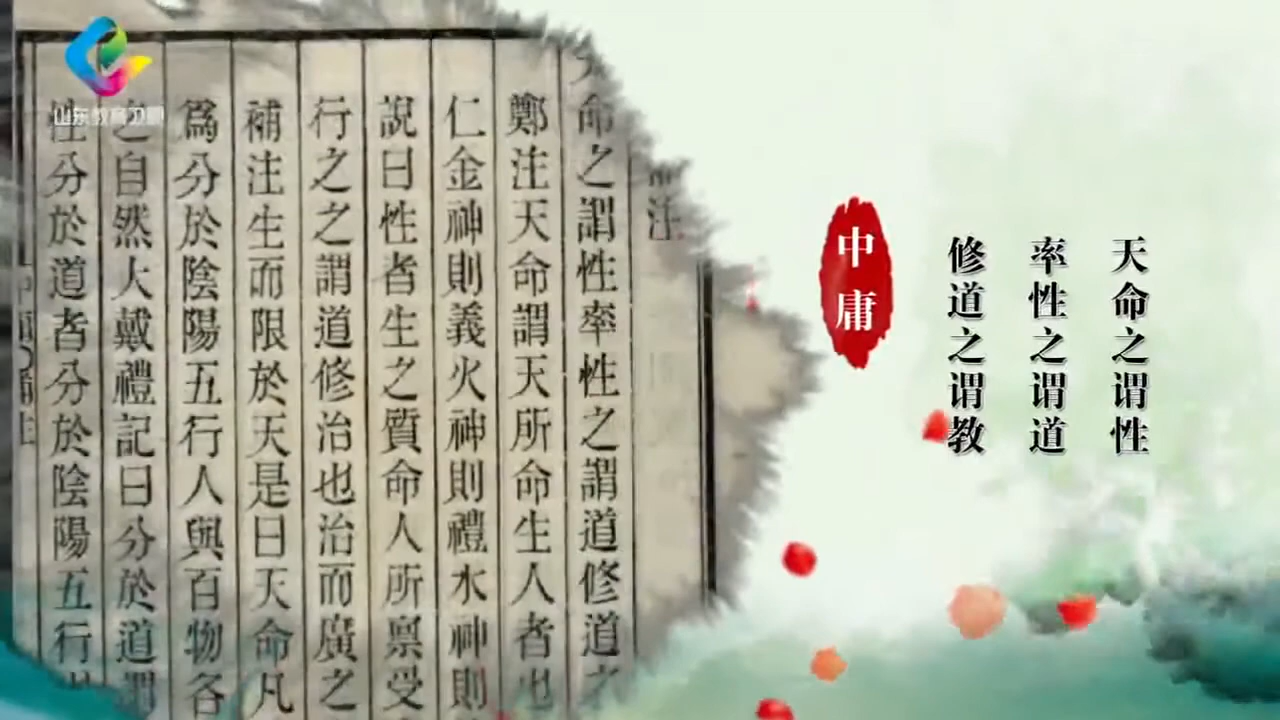 山东教育卫视
中庸
天命之谓性
率性之谓道
修道之谓教
注
命之謂性率性之謂道修道之
鄭注天命謂天所命生人者也
仁金神則義火神則禮水神則
說曰性者生之質命人所禀受
行之之謂道修治也治而廣之
補注生而限於天是曰天命凡
爲分於陰陽五行人與百物各
之自然大戴禮記曰分於道謂
性分於道者分於陰陽五行